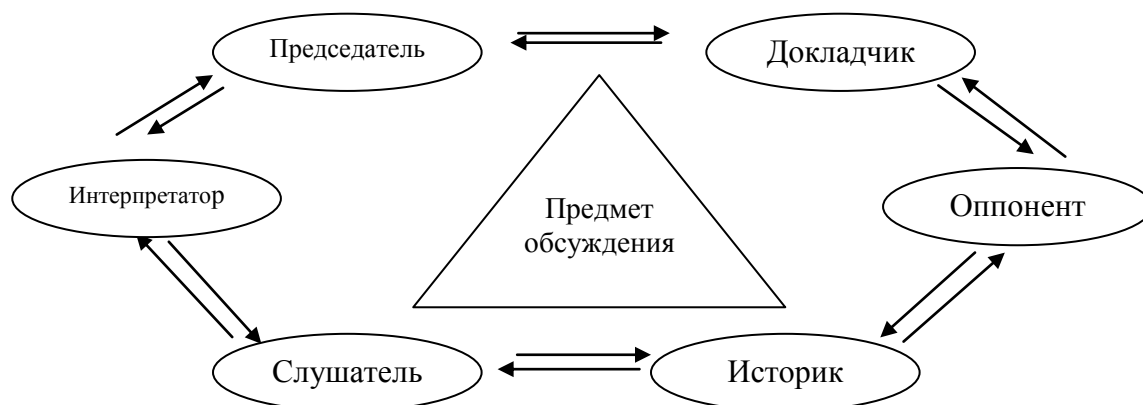 Председатель
Докладчик
Интерпретатор
Предмет
обсуждения
Оппонент
Слушатель
Историк